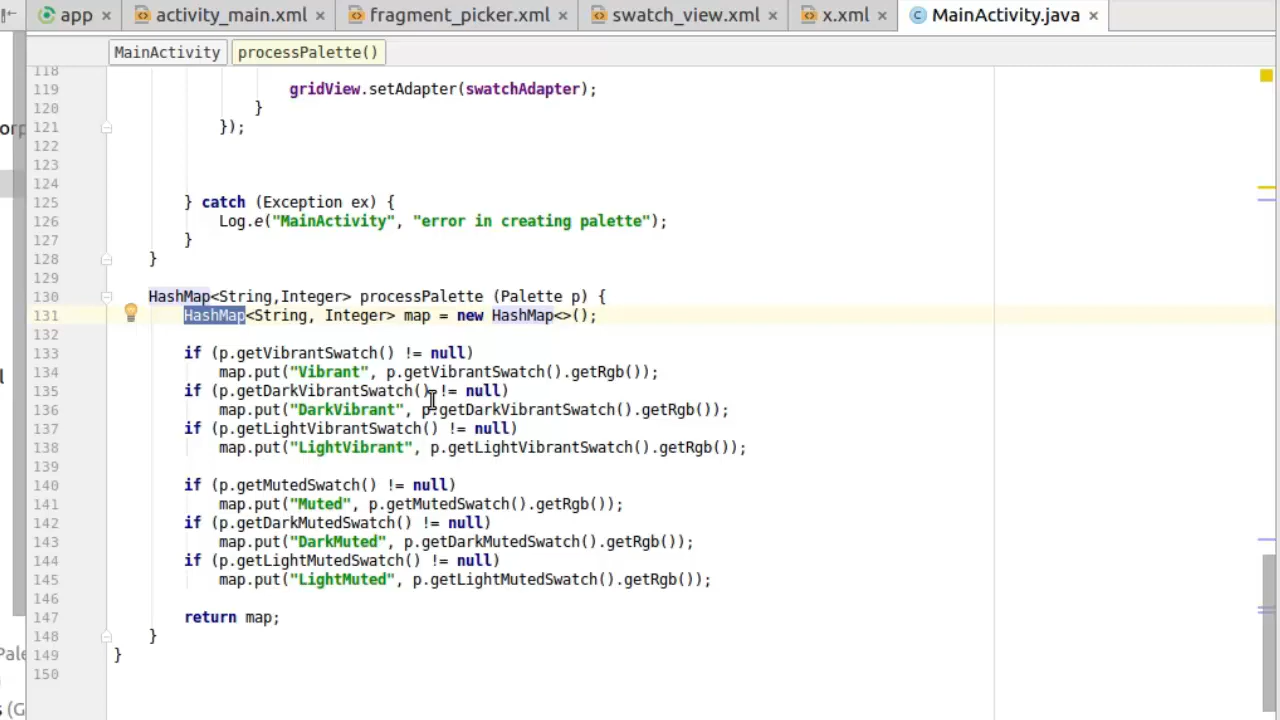 app activity_main.xml fragment_picker.xml swatch_view.xml x.xml MainActivity.java
MainActivity processPalette()
118
119 gridView.setAdapter(swatchAdapter);
120 }
121 });
122
123
124
125 } catch (Exception ex) {
126 Log.e("MainActivity", "error in creating palette");
127 }
128 }
129
130 HashMap<String,Integer> processPalette (Palette p) {
131 HashMap<String, Integer> map = new HashMap<>();
132
133 if (p.getVibrantSwatch() != null)
134 map.put("Vibrant", p.getVibrantSwatch().getRgb());
135 if (p.getDarkVibrantSwatch() != null)
136 map.put("DarkVibrant", p.getDarkVibrantSwatch().getRgb());
137 if (p.getLightVibrantSwatch() != null)
138 map.put("LightVibrant", p.getLightVibrantSwatch().getRgb());
139
140 if (p.getMutedSwatch() != null)
141 map.put("Muted", p.getMutedSwatch().getRgb());
142 if (p.getDarkMutedSwatch() != null)
143 map.put("DarkMuted", p.getDarkMutedSwatch().getRgb());
144 if (p.getLightMutedSwatch() != null)
145 map.put("LightMuted", p.getLightMutedSwatch().getRgb());
146
147 return map;
148 }
149 }
150